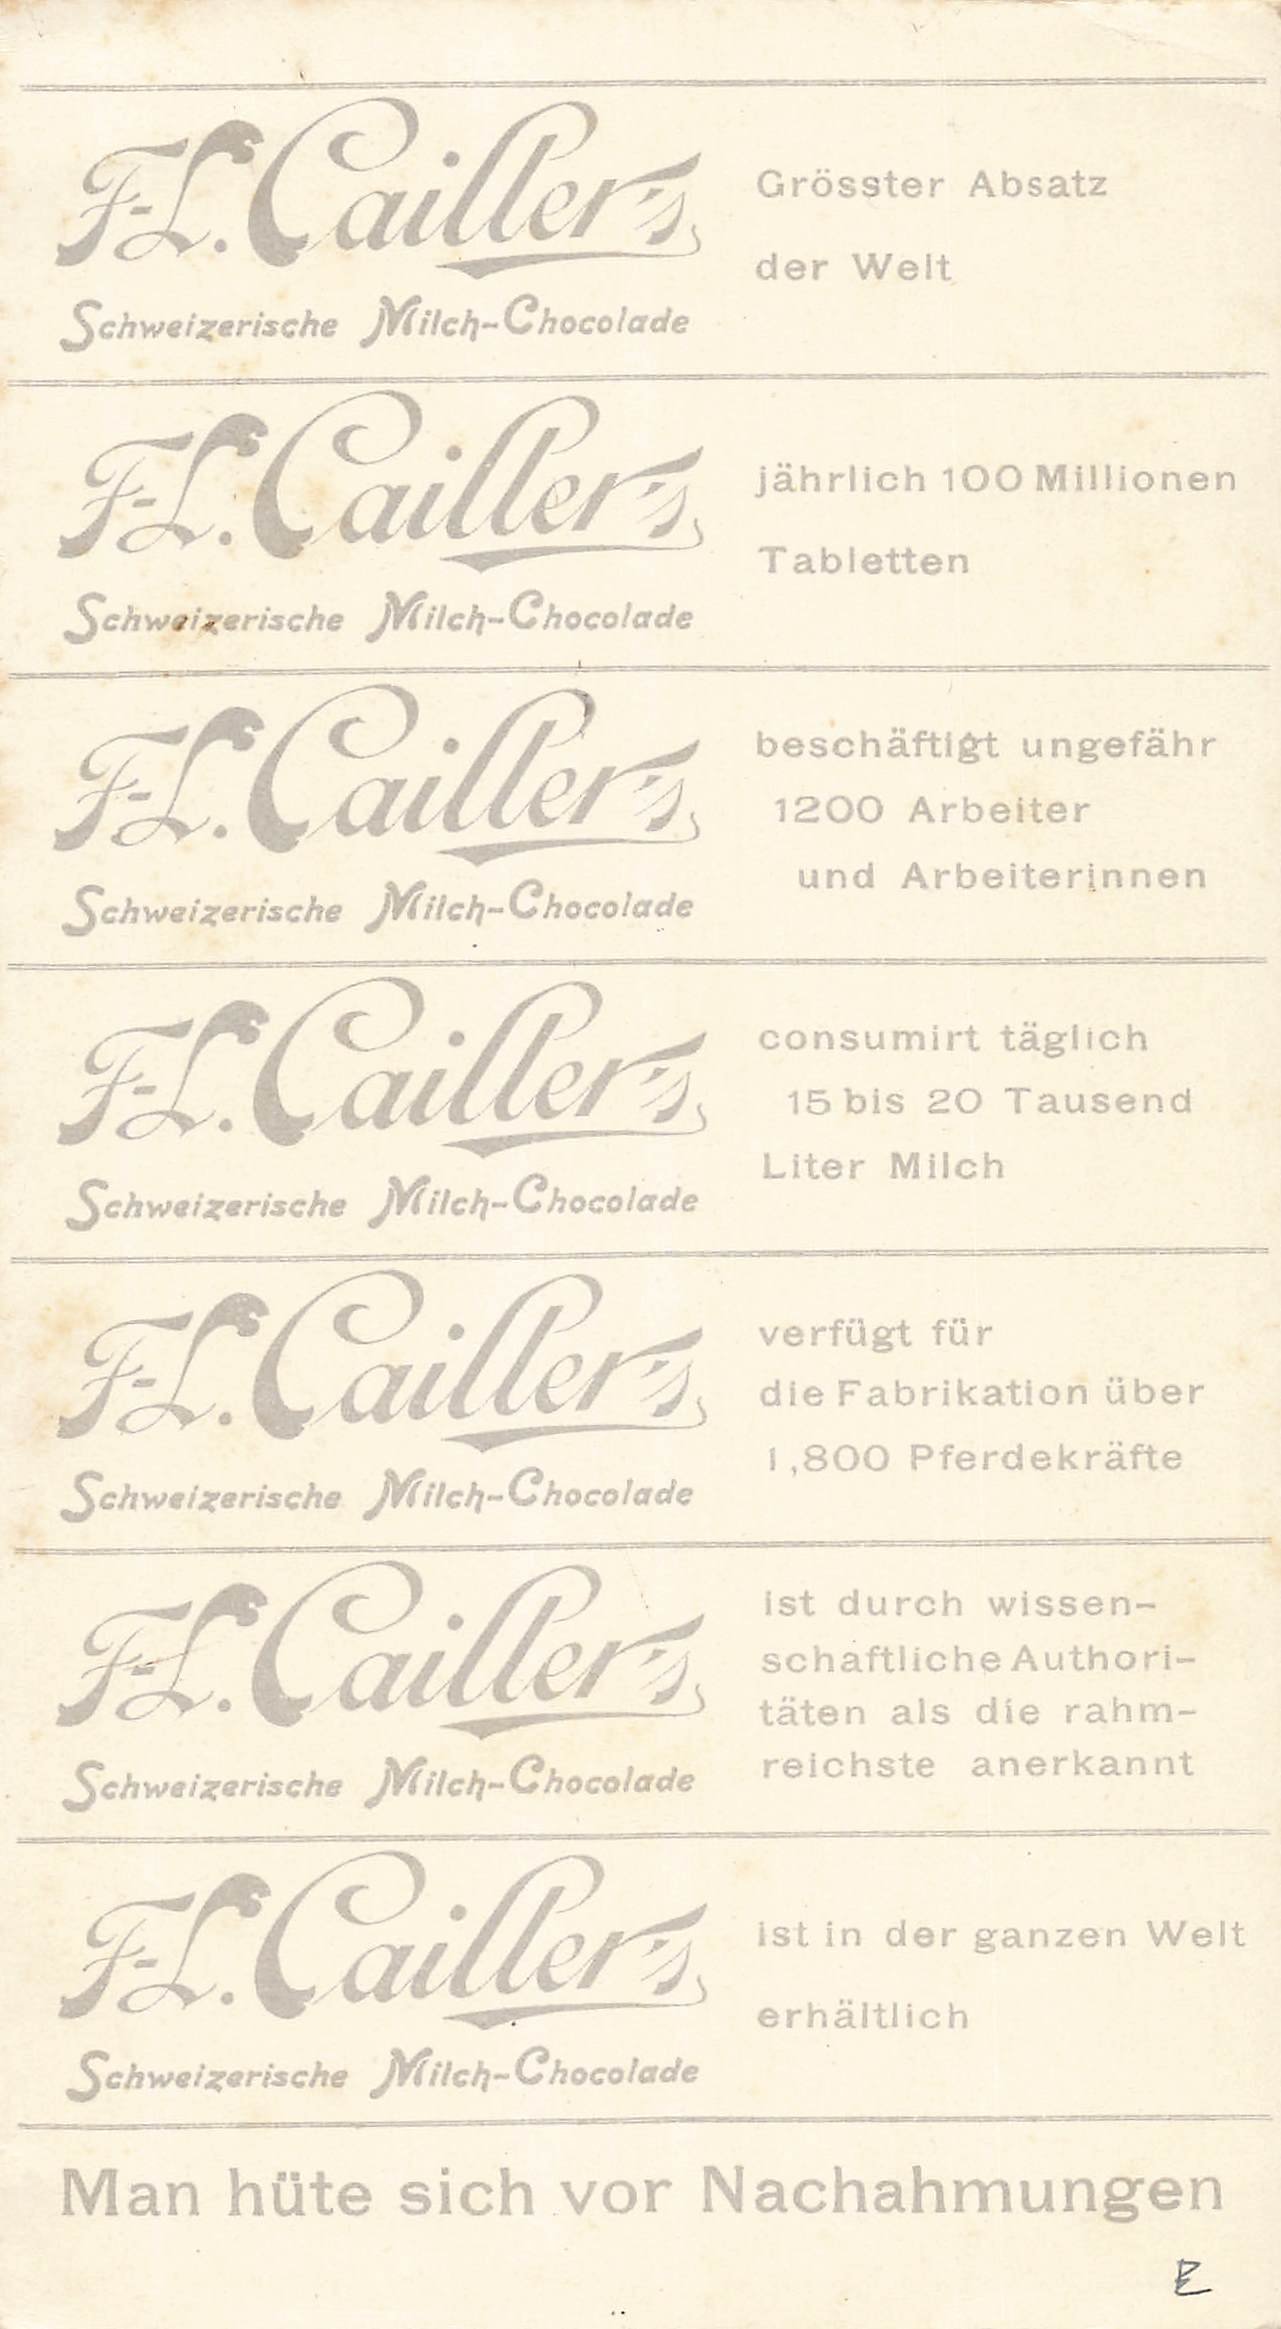 F-L. Cailler's
Schweizerische Milch-Chocolade
Grösster Absatz
der Welt
F-L. Cailler's
Schweizerische Milch-Chocolade
jährlich 100 Millionen
Tabletten
F-L. Cailler's
Schweizerische Milch-Chocolade
beschäftigt ungefähr
1200 Arbeiter
und Arbeiterinnen
F-L. Cailler's
Schweizerische Milch-Chocolade
consumirt täglich
15 bis 20 Tausend
Liter Milch
F-L. Cailler's
Schweizerische Milch-Chocolade
verfügt für
die Fabrikation über
1,800 Pferdekräfte
F-L. Cailler's
Schweizerische Milch-Chocolade
ist durch wissen-
schaftliche Authori-
täten als die rahm-
reichste anerkannt
F-L. Cailler's
Schweizerische Milch-Chocolade
ist in der ganzen Welt
erhältlich
Man hüte sich vor Nachahmungen